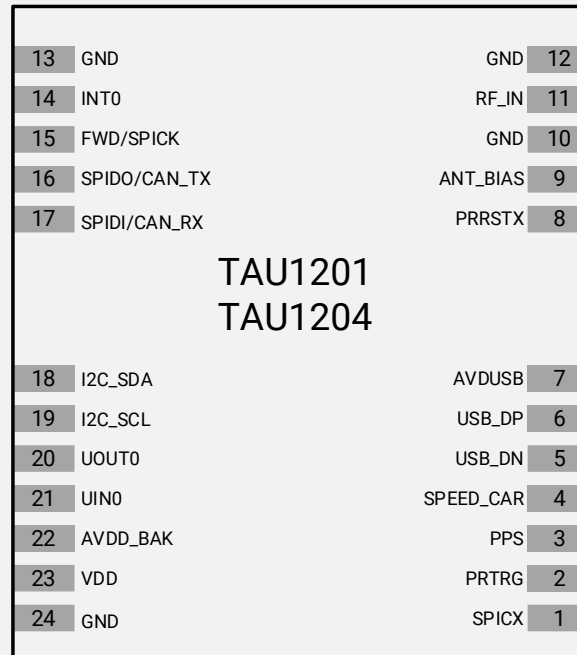 13 GND GND 12
14 INT0 RF_IN 11
15 FWD/SPICK GND 10
16 SPIDO/CAN_TX ANT_BIAS 9
17 SPIDI/CAN_RX PRRSTX 8
TAU1201
TAU1204
18 I2C_SDA AVDUSB 7
19 I2C_SCL USB_DP 6
20 UOUT0 USB_DN 5
21 UIN0 SPEED_CAR 4
22 AVDD_BAK PPS 3
23 VDD PRTRG 2
24 GND SPICX 1